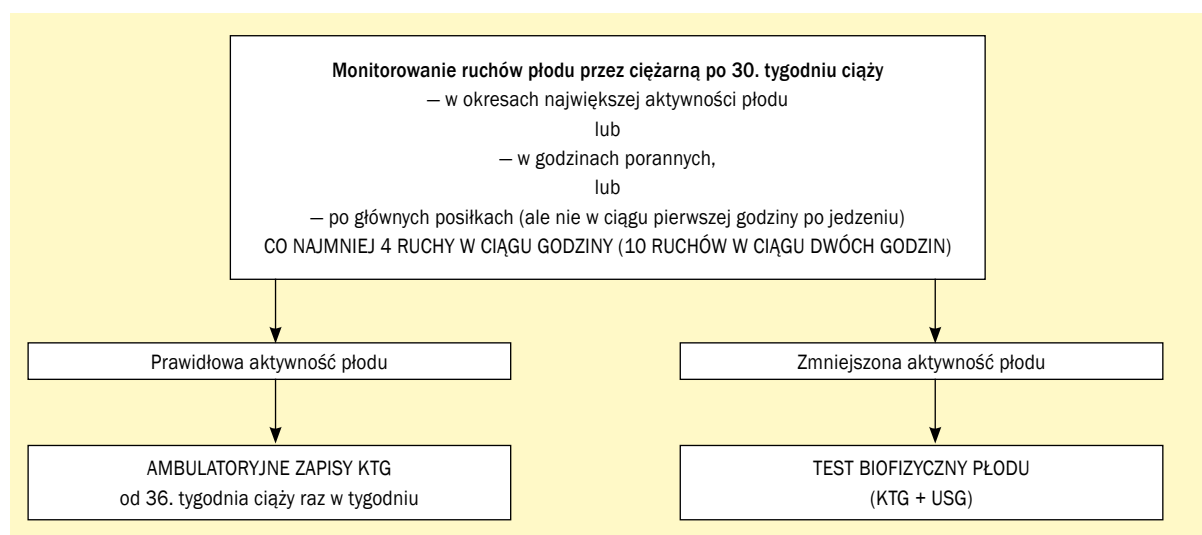 Monitorowanie ruchów płodu przez ciężarną po 30. tygodniu ciąży
— w okresach największej aktywności płodu
lub
— w godzinach porannych,
lub
— po głównych posiłkach (ale nie w ciągu pierwszej godziny po jedzeniu)
CO NAJMNIEJ 4 RUCHY W CIĄGU GODZINY (10 RUCHÓW W CIĄGU DWÓCH GODZIN)
Prawidłowa aktywność płodu
Zmniejszona aktywność płodu
AMBULATORYJNE ZAPISY KTG
od 36. tygodnia ciąży raz w tygodniu
TEST BIOFIZYCZNY PŁODU
(KTG + USG)